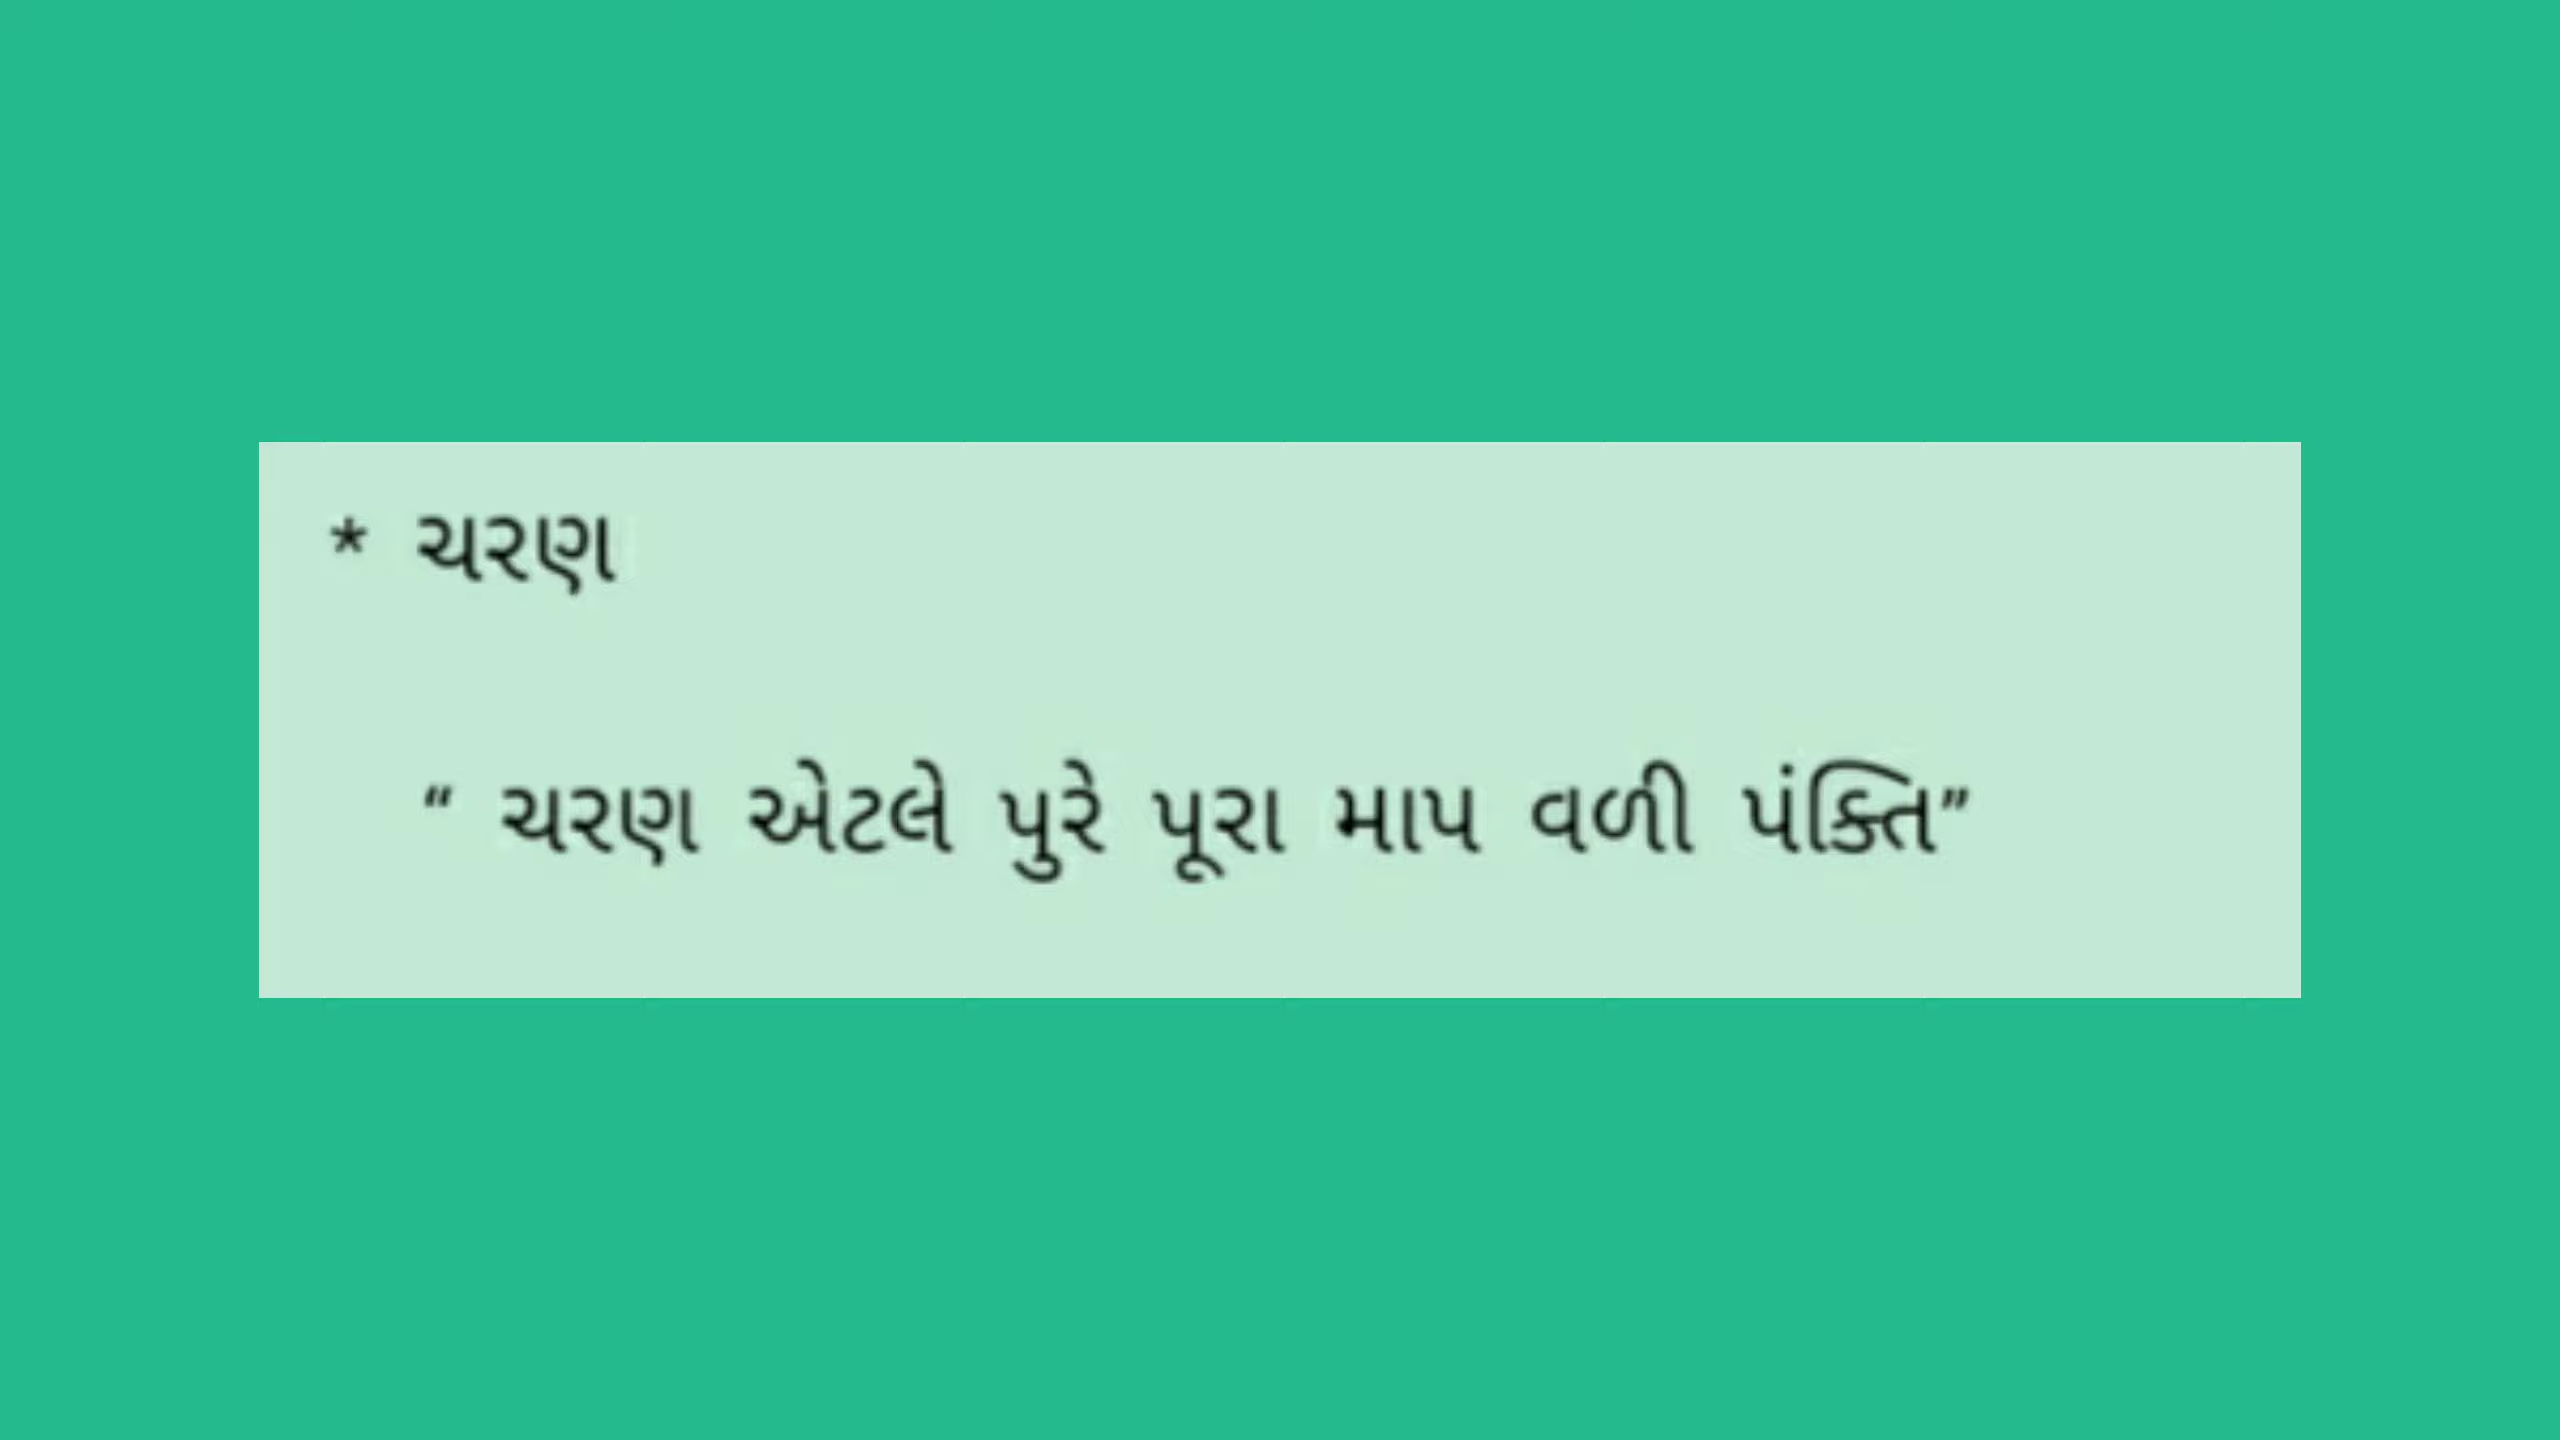 * ચરણ
“ ચરણ એટલે પુરે પૂરા માપ વળી પંક્તિ”